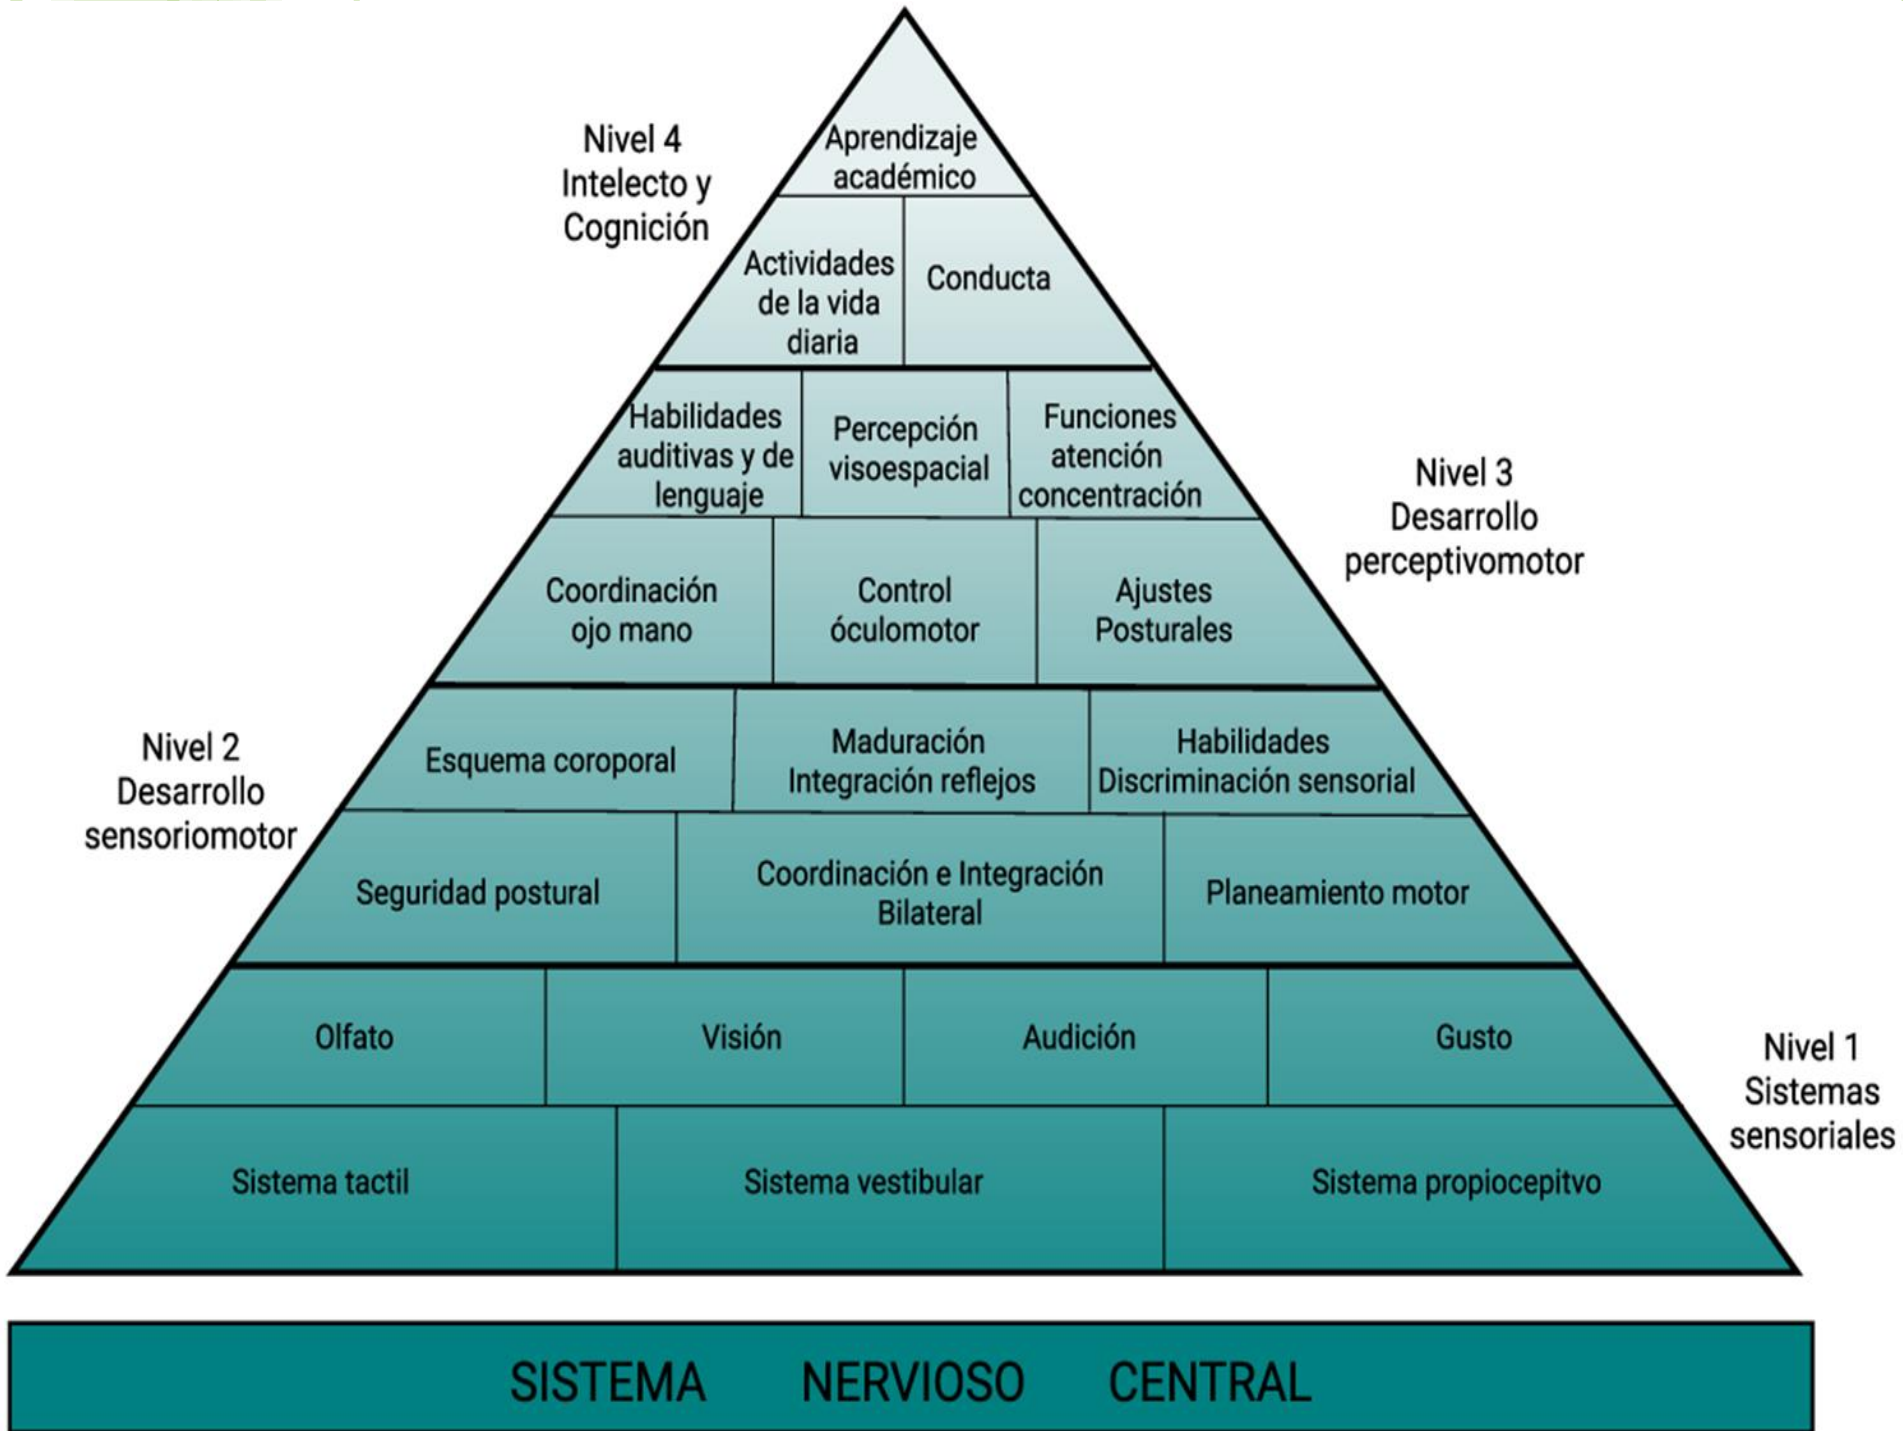 Nivel 4
Intelecto y
Cognición
Aprendizaje
académico
Actividades
de la vida
diaria
Conducta
Habilidades
auditivas y de
lenguaje
Percepción
visoespacial
Funciones
atención
concentración
Nivel 3
Desarrollo
perceptivomotor
Coordinación
ojo mano
Control
óculomotor
Ajustes
Posturales
Nivel 2
Desarrollo
sensoriomotor
Esquema coroporal
Maduración
Integración reflejos
Habilidades
Discriminación sensorial
Seguridad postural
Coordinación e Integración
Bilateral
Planeamiento motor
Olfato
Visión
Audición
Gusto
Nivel 1
Sistemas
sensoriales
Sistema tactil
Sistema vestibular
Sistema propiocepitvo
SISTEMA NERVIOSO CENTRAL